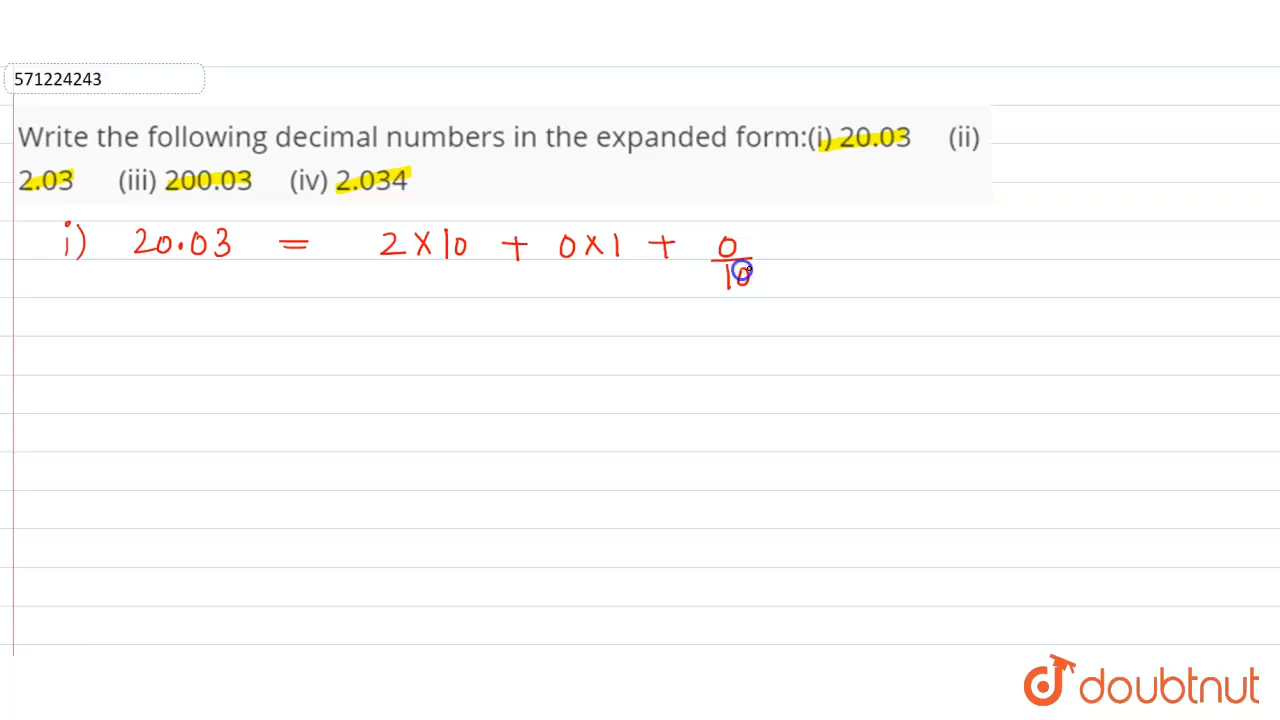 571224243
Write the following decimal numbers in the expanded form:(i) 20.03 (ii)
2.03 (iii) 200.03 (iv) 2.034
i) 20.03 = 2 × 10 + 0 × 1 + 0/10
doubtnut